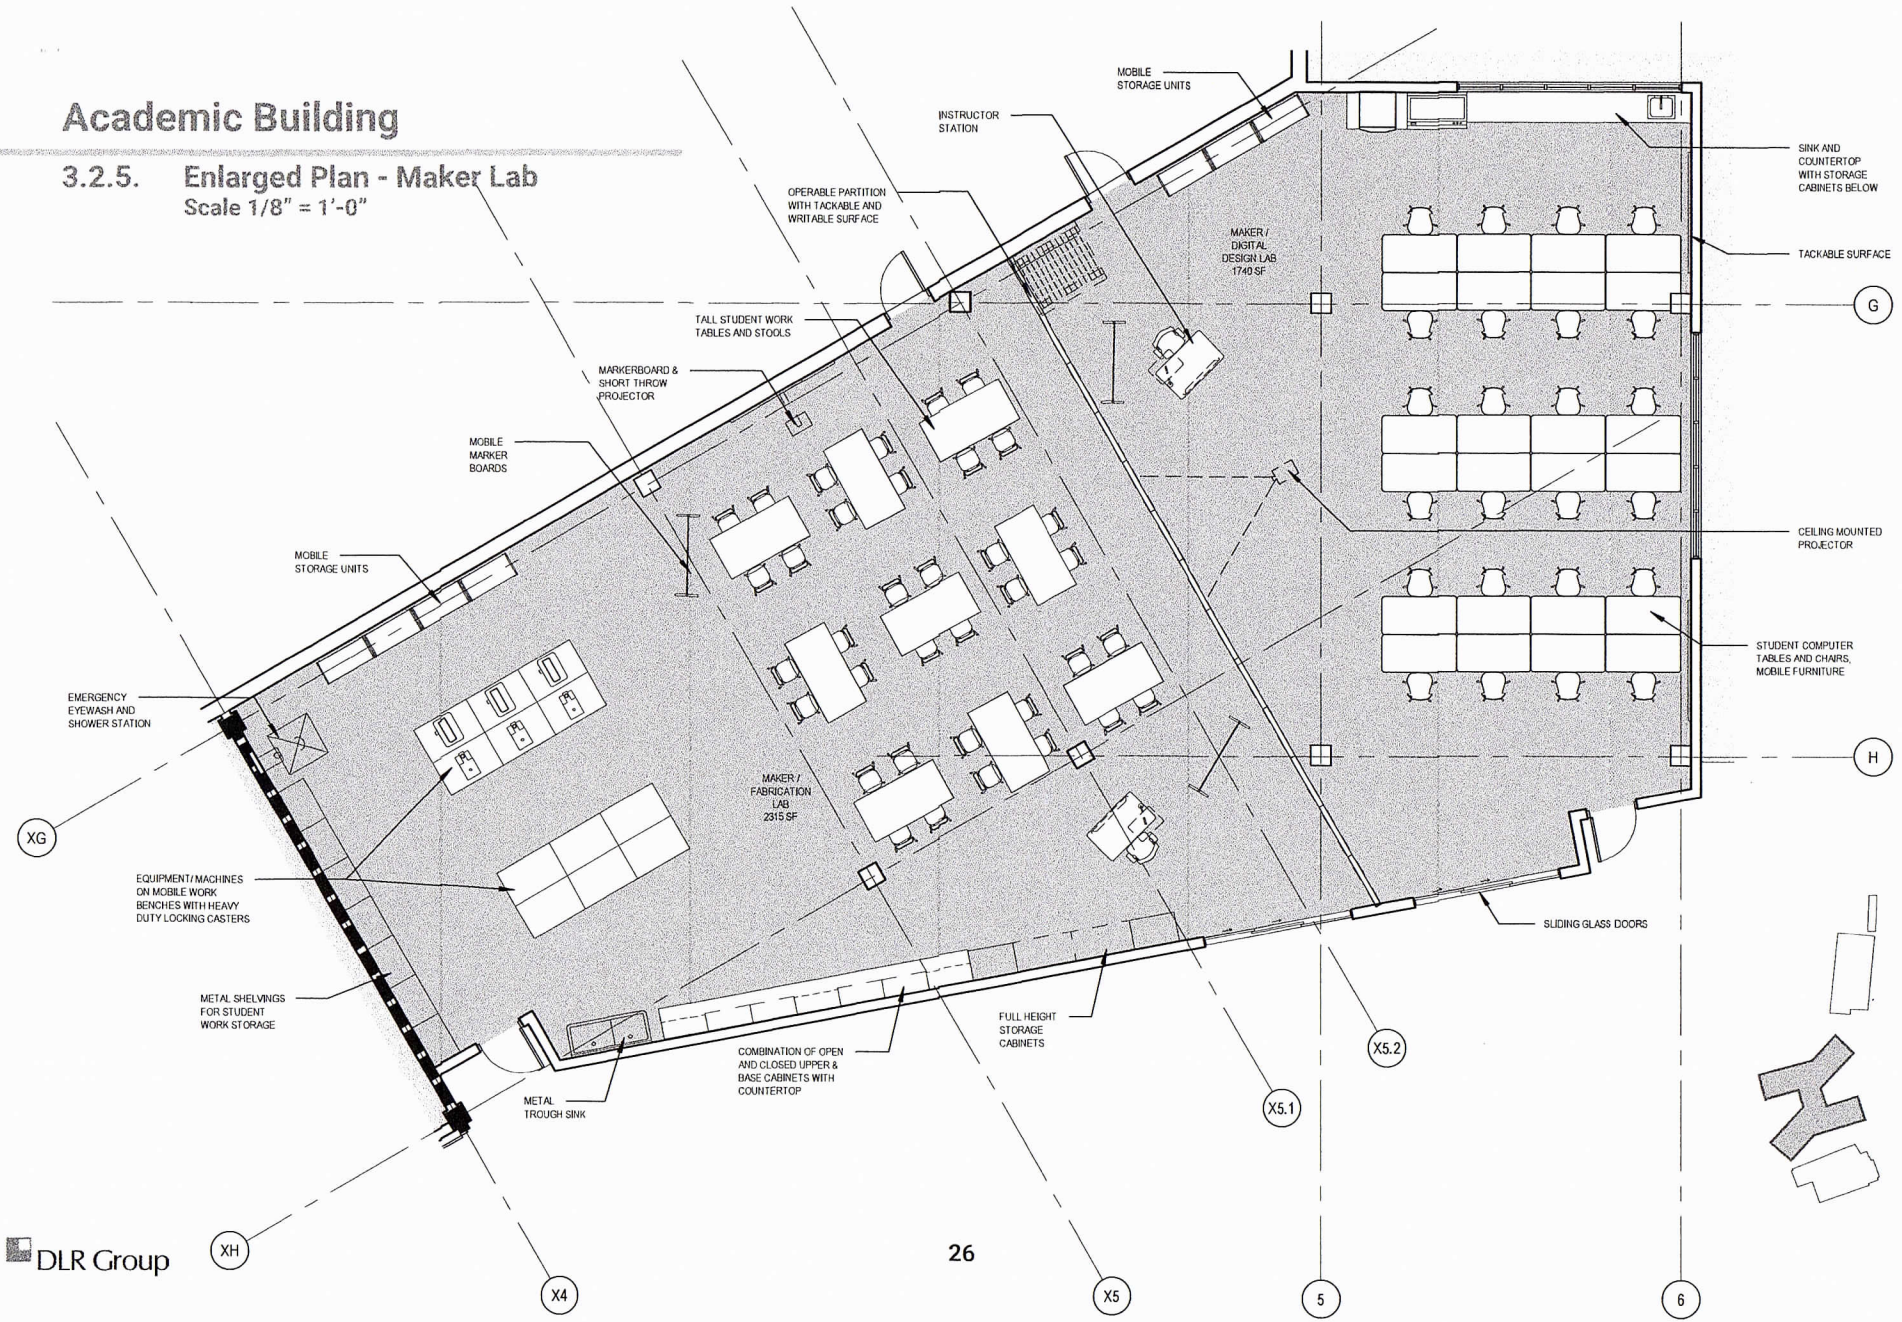 Academic Building
3.2.5. Enlarged Plan - Maker Lab
Scale 1/8" = 1'-0"
MOBILE
STORAGE UNITS
INSTRUCTOR
STATION
OPERABLE PARTITION
WITH TACKABLE AND
WRITABLE SURFACE
SINK AND
COUNTERTOP
WITH STORAGE
CABINETS BELOW
MAKER /
DIGITAL
DESIGN LAB
1740 SF
TACKABLE SURFACE
G
TALL STUDENT WORK
TABLES AND STOOLS
MARKERBOARD &
SHORT THROW
PROJECTOR
MOBILE
MARKER
BOARDS
CEILING MOUNTED
PROJECTOR
MOBILE
STORAGE UNITS
STUDENT COMPUTER
TABLES AND CHAIRS,
MOBILE FURNITURE
EMERGENCY
EYEWASH AND
SHOWER STATION
H
MAKER /
FABRICATION
LAB
2315 SF
XG
EQUIPMENT/ MACHINES
ON MOBILE WORK
BENCHES WITH HEAVY
DUTY LOCKING CASTERS
SLIDING GLASS DOORS
METAL SHELVINGS
FOR STUDENT
WORK STORAGE
FULL HEIGHT
STORAGE
CABINETS
COMBINATION OF OPEN
AND CLOSED UPPER &
BASE CABINETS WITH
COUNTERTOP
METAL
TROUGH SINK
X5.2
X5.1
XH
X4
X5
5
6
DLR Group
26